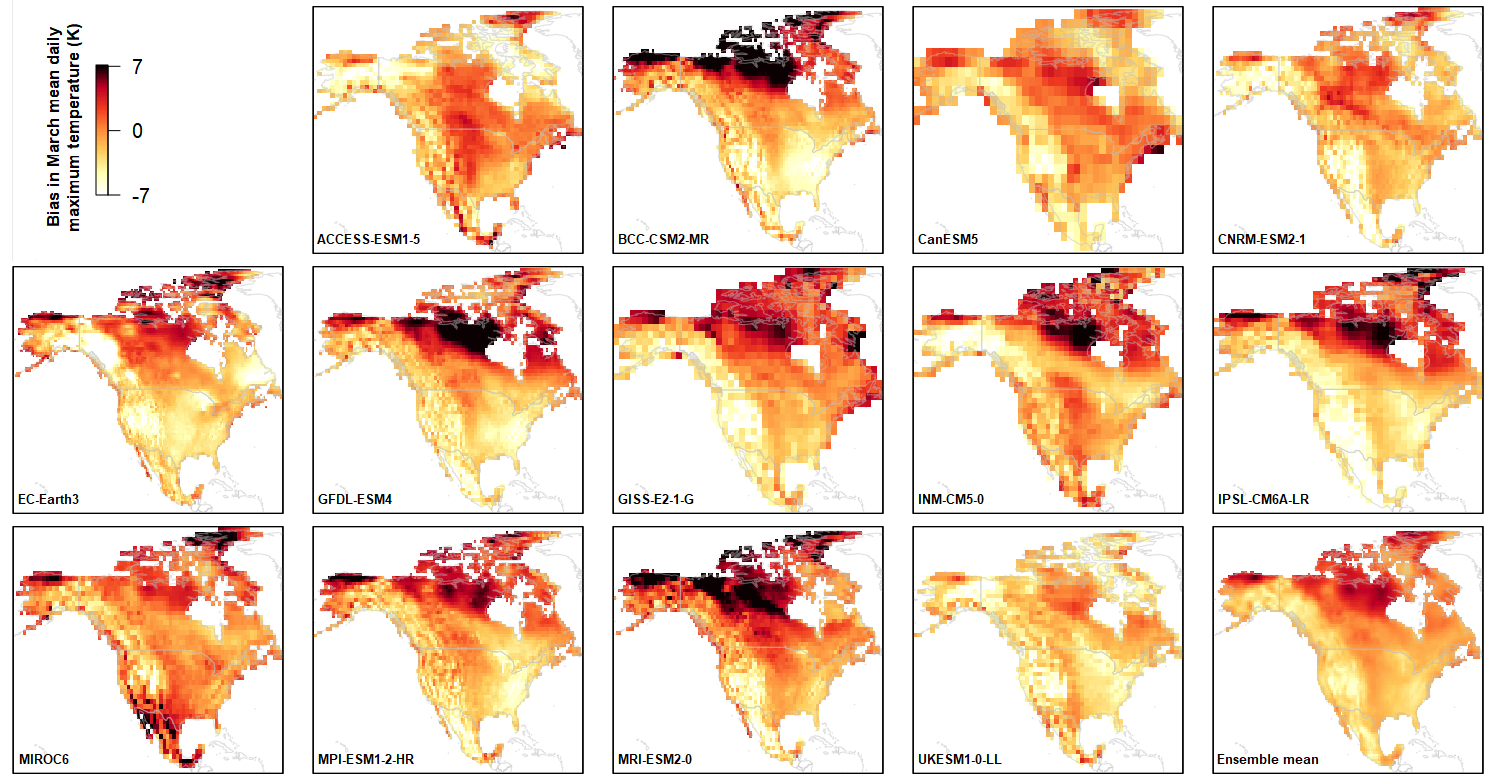 Bias in March mean daily
maximum temperature (K)
7
0
-7
ACCESS-ESM1-5
BCC-CSM2-MR
CanESM5
CNRM-ESM2-1
EC-Earth3
GFDL-ESM4
GISS-E2-1-G
INM-CM5-0
IPSL-CM6A-LR
MIROC6
MPI-ESM1-2-HR
MRI-ESM2-0
UKESM1-0-LL
Ensemble mean